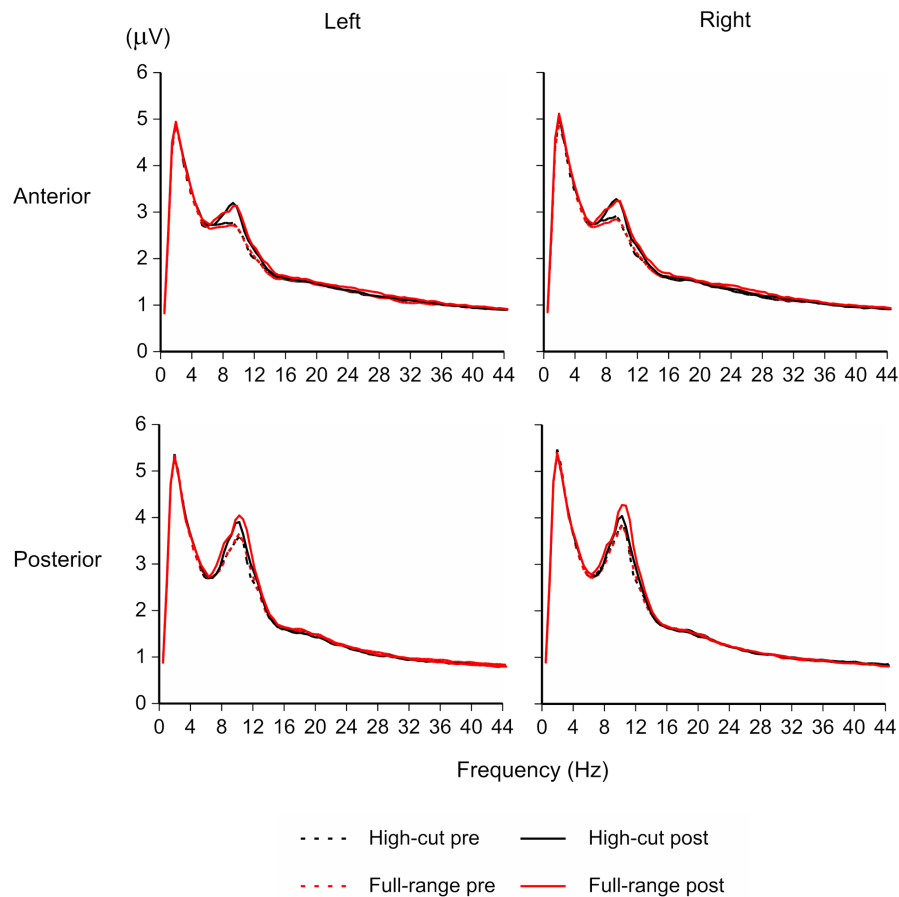 Left Right
(μV)
6
5
4
3
2
1
0
Anterior
0 4 8 12 16 20 24 28 32 36 40 44 0 4 8 12 16 20 24 28 32 36 40 44
6
5
4
3
2
1
0
Posterior
0 4 8 12 16 20 24 28 32 36 40 44 0 4 8 12 16 20 24 28 32 36 40 44
Frequency (Hz)
High-cut pre High-cut post
Full-range pre Full-range post